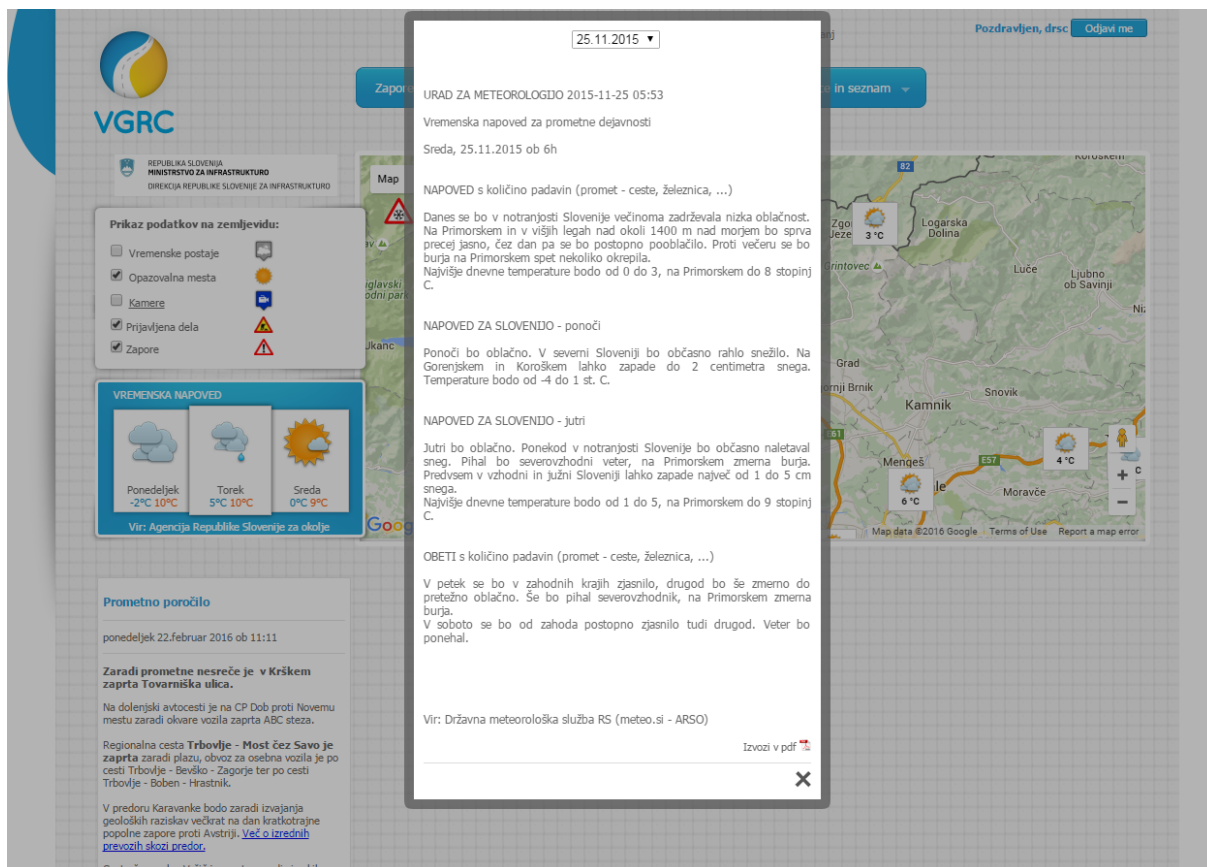 Pozdravljen, drsc Odjavi me
VGRC
REPUBLIKA SLOVENIJA
MINISTRSTVO ZA INFRASTRUKTURO
DIREKCIJA REPUBLIKE SLOVENIJE ZA INFRASTRUKTURO
Prikaz podatkov na zemljevidu:
Vremenske postaje
Opazovalna mesta
Kamere
Prijavljena dela
Zapore
VREMENSKA NAPOVED
Ponedeljek Torek Sreda
-2°C 10°C 5°C 10°C 0°C 9°C
Vir: Agencija Republike Slovenije za okolje
Prometno poročilo
ponedeljek 22.februar 2016 ob 11:11
Zaradi prometne nesreče je v Krškem
zaprta Tovarniška ulica.
Na dolenjski avtocesti je na CP Dob proti Novemu
mestu zaradi okvare vozila zaprta ABC steza.
Regionalna cesta Trbovlje - Most čez Savo je
zaprta zaradi plazu, obvoz za osebna vozila je po
cesti Trbovlje - Bevško - Zagorje ter po cesti
Trbovlje - Boben - Hrastnik.
V predoru Karavanke bodo zaradi izvajanja
geoloških raziskav večkrat na dan kratkotrajne
popolne zapore proti Avstriji. Več o izrednih
prevozih skozi predor.
25.11.2015
URAD ZA METEOROLOGIJO 2015-11-25 05:53
Vremenska napoved za prometne dejavnosti
Sreda, 25.11.2015 ob 6h
NAPOVED s količino padavin (promet - ceste, železnica, ...)
Danes se bo v notranjosti Slovenije večinoma zadrževala nizka oblačnost.
Na Primorskem in v višjih legah nad okoli 1400 m nad morjem bo sprva
precej jasno, čez dan pa se bo postopno pooblačilo. Proti večeru se bo
burja na Primorskem spet nekoliko okrepila.
Najvišje dnevne temperature bodo od 0 do 3, na Primorskem do 8 stopinj
C.
NAPOVED ZA SLOVENIJO - ponoči
Ponoči bo oblačno. V severni Sloveniji bo občasno rahlo snežilo. Na
Gorenjskem in Koroškem lahko zapade do 2 centimetra snega.
Temperature bodo od -4 do 1 st. C.
NAPOVED ZA SLOVENIJO - jutri
Jutri bo oblačno. Ponekod v notranjosti Slovenije bo občasno naletaval
sneg. Pihal bo severovzhodni veter, na Primorskem zmerna burja.
Predvsem v vzhodni in južni Sloveniji lahko zapade največ od 1 do 5 cm
snega.
Najvišje dnevne temperature bodo od 1 do 5, na Primorskem do 9 stopinj
C.
OBETI s količino padavin (promet - ceste, železnica, ...)
V petek se bo v zahodnih krajih zjasnilo, drugod bo še zmerno do
pretežno oblačno. Še bo pihal severovzhodnik, na Primorskem zmerna
burja.
V soboto se bo od zahoda postopno zjasnilo tudi drugod. Veter bo
ponehal.
Vir: Državna meteorološka služba RS (meteo.si - ARSO)
Izvozi v pdf
Zapor
e in seznam
Map
82
Zgo
Jeze
3 °C
Logarska
Dolina
Grintovec
Luče
Ljubno
ob Savinji
Ukanc
Grad
Snovik
Kamnik
Mengeš
E57
4 °C
61
6 °C
Moravče
Map data ©2016 Google Terms of Use Report a map error